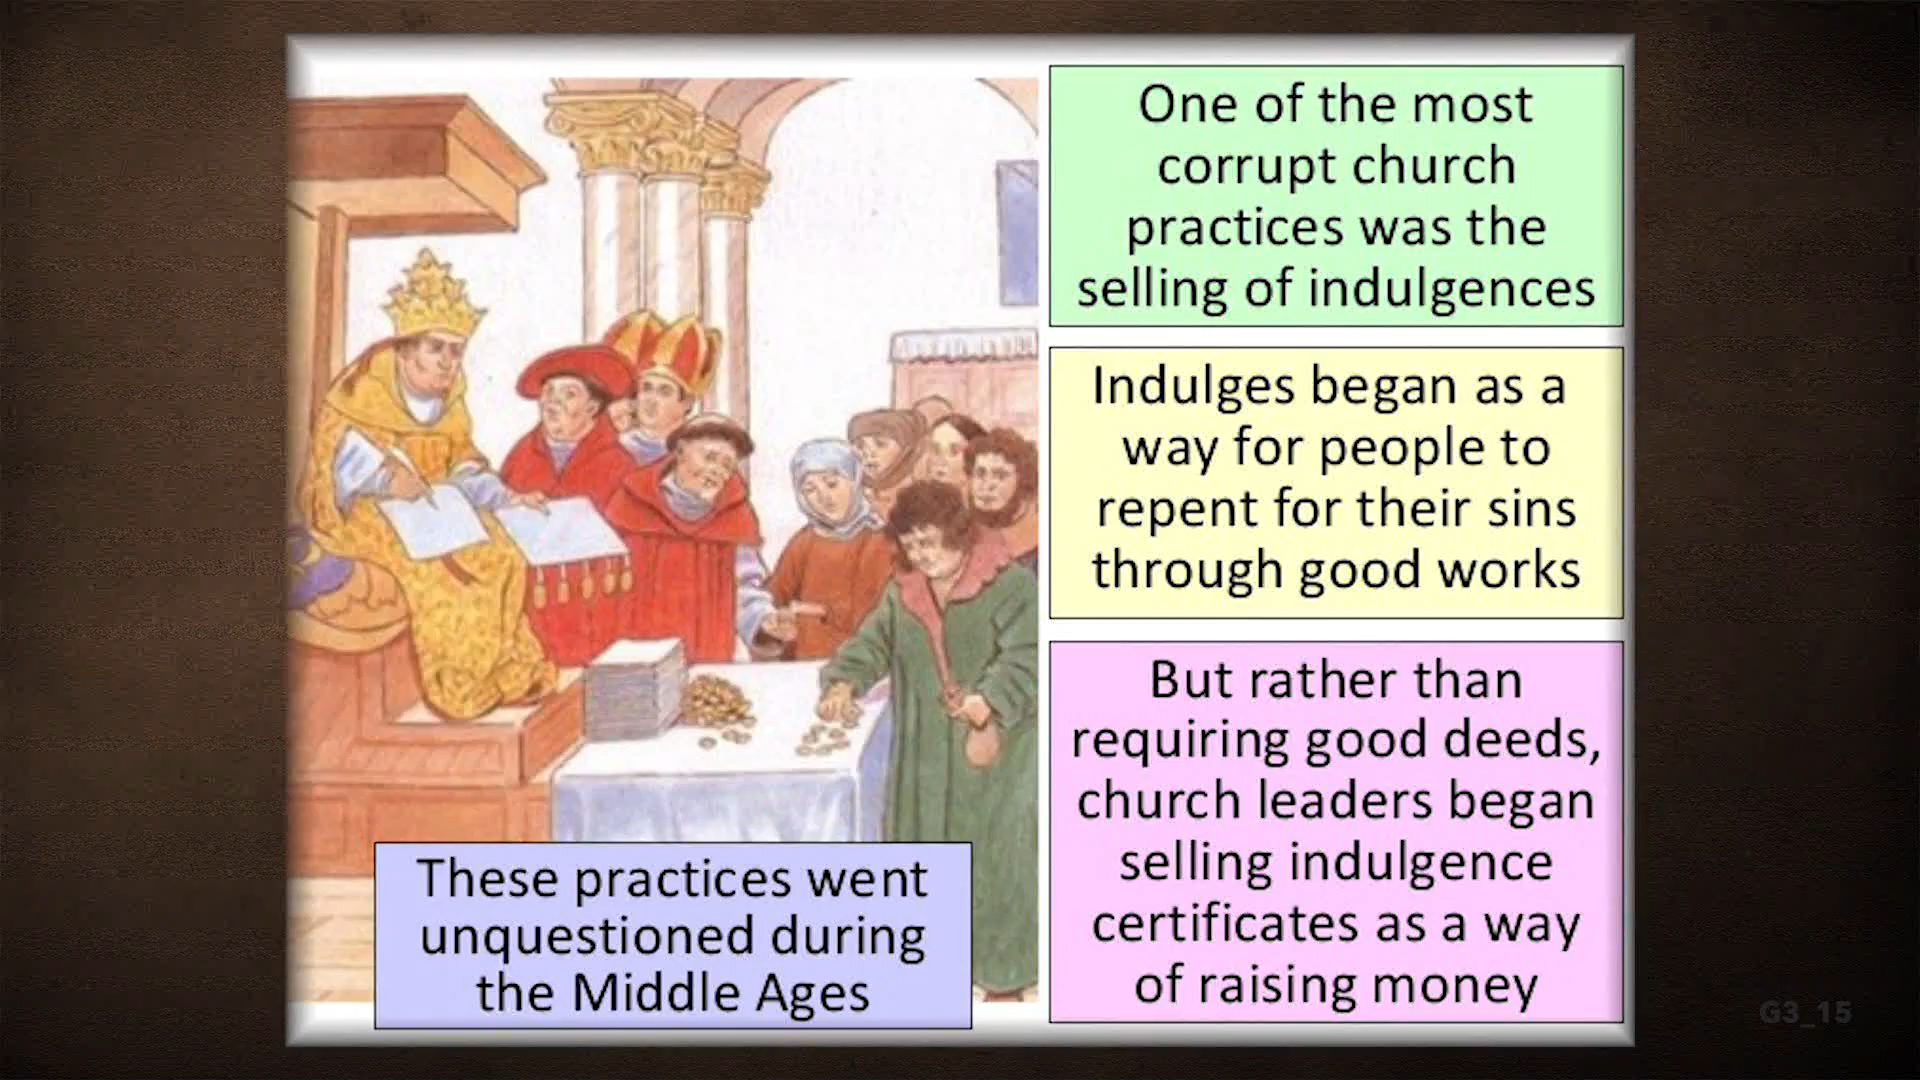 One of the most
corrupt church
practices was the
selling of indulgences
Indulges began as a
way for people to
repent for their sins
through good works
But rather than
requiring good deeds,
church leaders began
selling indulgence
certificates as a way
of raising money
These practices went
unquestioned during
the Middle Ages
G3_15